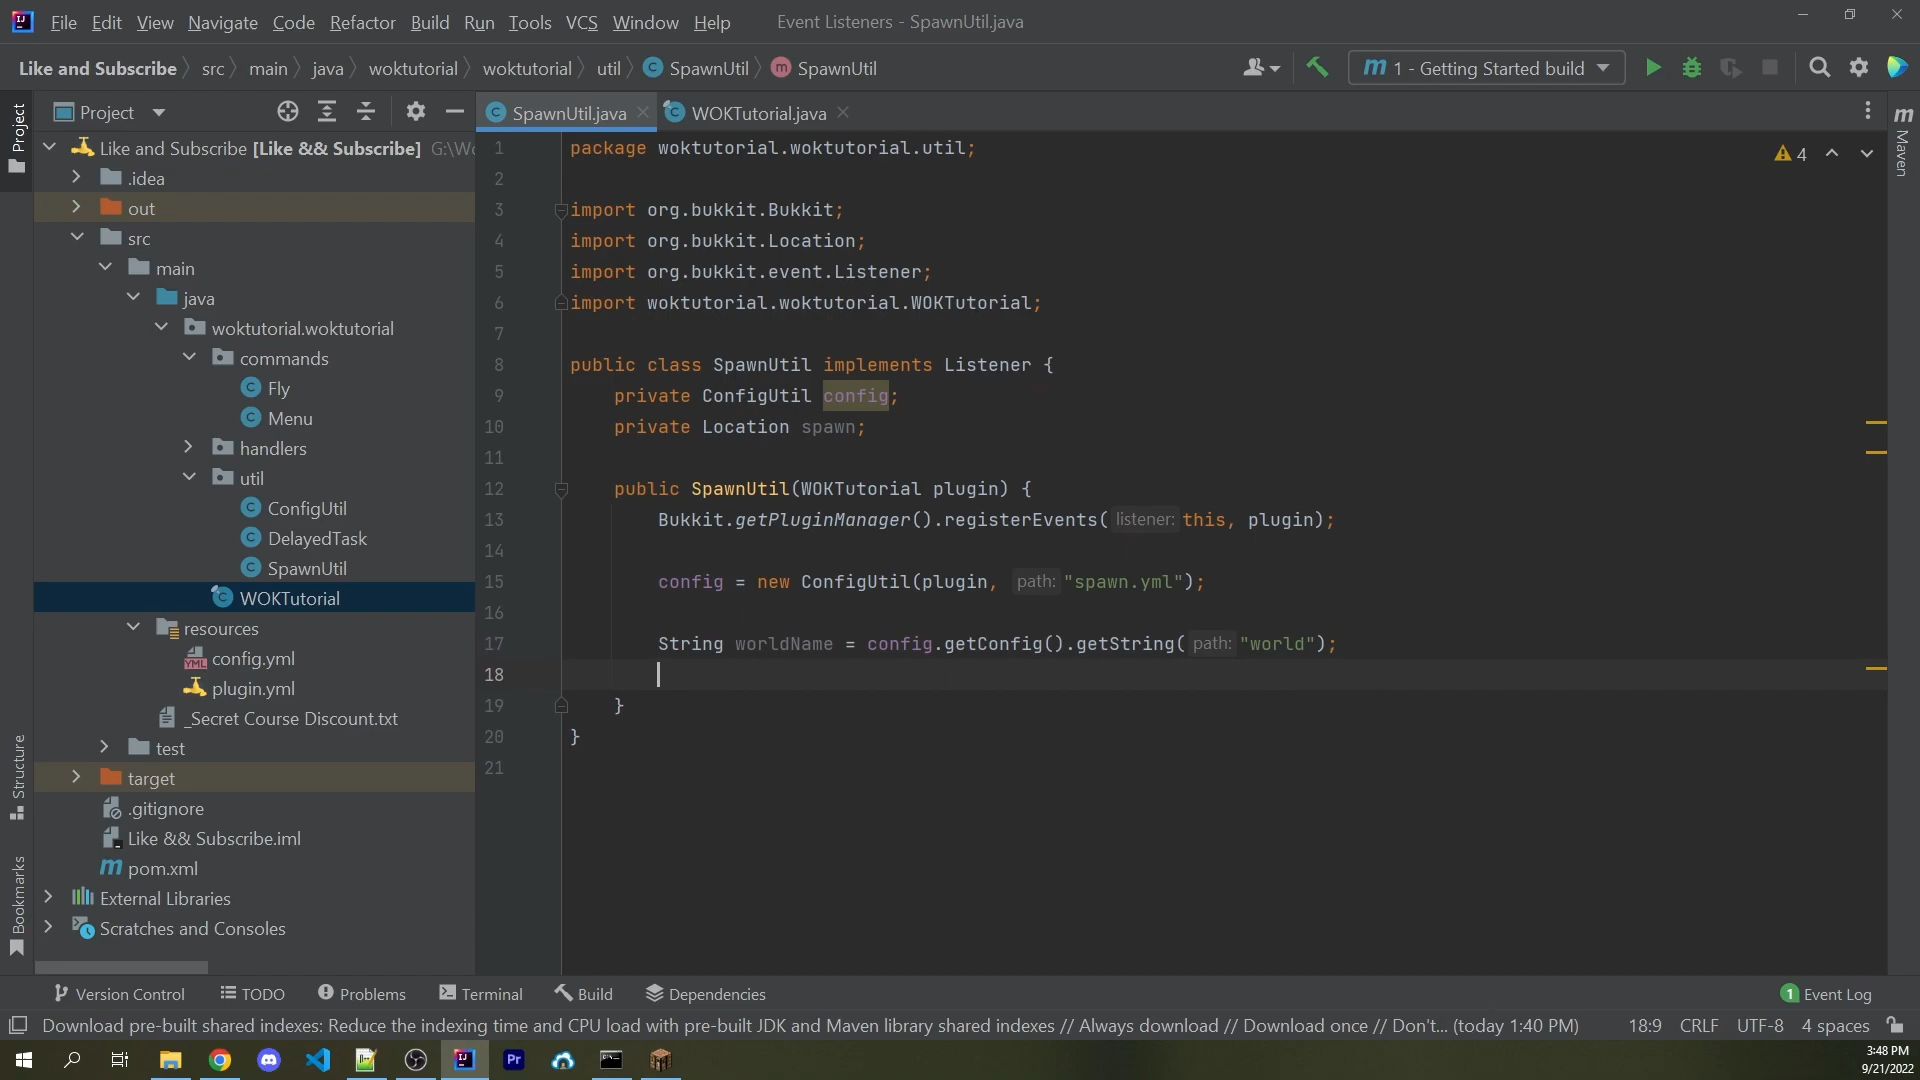 File Edit View Navigate Code Refactor Build Run Tools VCS Window Help Event Listeners - SpawnUtil.java
Like and Subscribe src main java woktutorial woktutorial util SpawnUtil SpawnUtil 1 - Getting Started build
Project
SpawnUtil.java WOKTutorial.java
Project
Maven
Structure
Bookmarks
Like and Subscribe [Like && Subscribe]
.idea
out
src
main
java
woktutorial.woktutorial
commands
Fly
Menu
handlers
util
ConfigUtil
DelayedTask
SpawnUtil
WOKTutorial
resources
config.yml
plugin.yml
_Secret Course Discount.txt
test
target
.gitignore
Like && Subscribe.iml
pom.xml
External Libraries
Scratches and Consoles
4
1 package woktutorial.woktutorial.util;
2
3 import org.bukkit.Bukkit;
4 import org.bukkit.Location;
5 import org.bukkit.event.Listener;
6 import woktutorial.woktutorial.WOKTutorial;
7
8 public class SpawnUtil implements Listener {
9 private ConfigUtil config;
10 private Location spawn;
11
12 public SpawnUtil(WOKTutorial plugin) {
13 Bukkit.getPluginManager().registerEvents( listener: this, plugin);
14
15 config = new ConfigUtil(plugin, path: "spawn.yml");
16
17 String worldName = config.getConfig().getString( path: "world");
18
19 }
20 }
21
Version Control TODO Problems Terminal Build Dependencies 1 Event Log
Download pre-built shared indexes: Reduce the indexing time and CPU load with pre-built JDK and Maven library shared indexes // Always download // Download once // Don't... (today 1:40 PM) 18:9 CRLF UTF-8 4 spaces
3:48 PM
9/21/2022